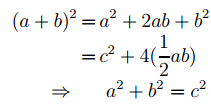 (a + b)² = a² + 2ab + b²
= c² + 4(½ab)
⇒ a² + b² = c²